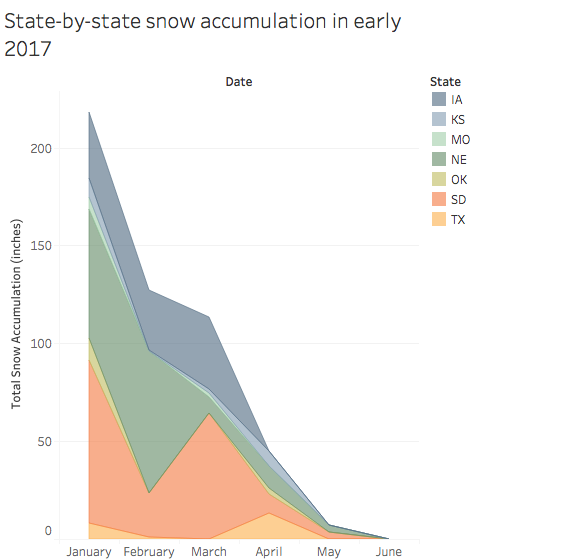 State-by-state snow accumulation in early
2017
Date
State
IA
KS
MO
NE
OK
SD
TX
Total Snow Accumulation (inches)
200
150
100
50
0
January February March April May June